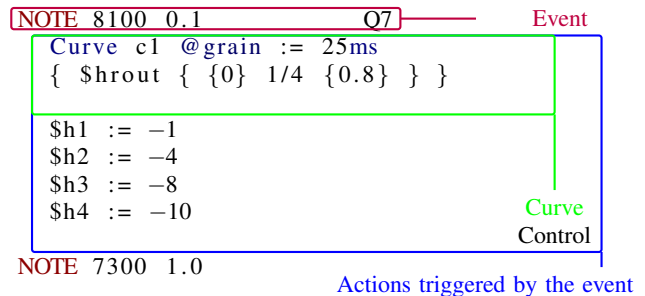 NOTE 8100 0.1 Q7 Event
Curve c1 @grain := 25ms
{ $hrout { {0} 1/4 {0.8} } }
$h1 := −1
$h2 := −4
$h3 := −8
$h4 := −10
Curve
Control
NOTE 7300 1.0
Actions triggered by the event